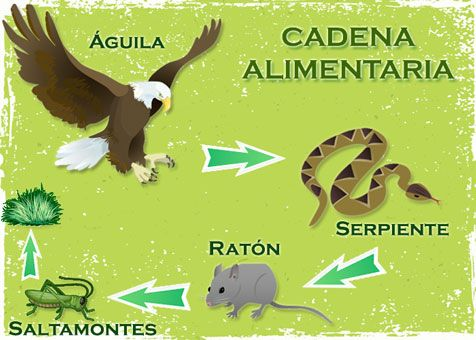 ÁGUILA
CADENA
ALIMENTARIA
SERPIENTE
RATÓN
SALTAMONTES